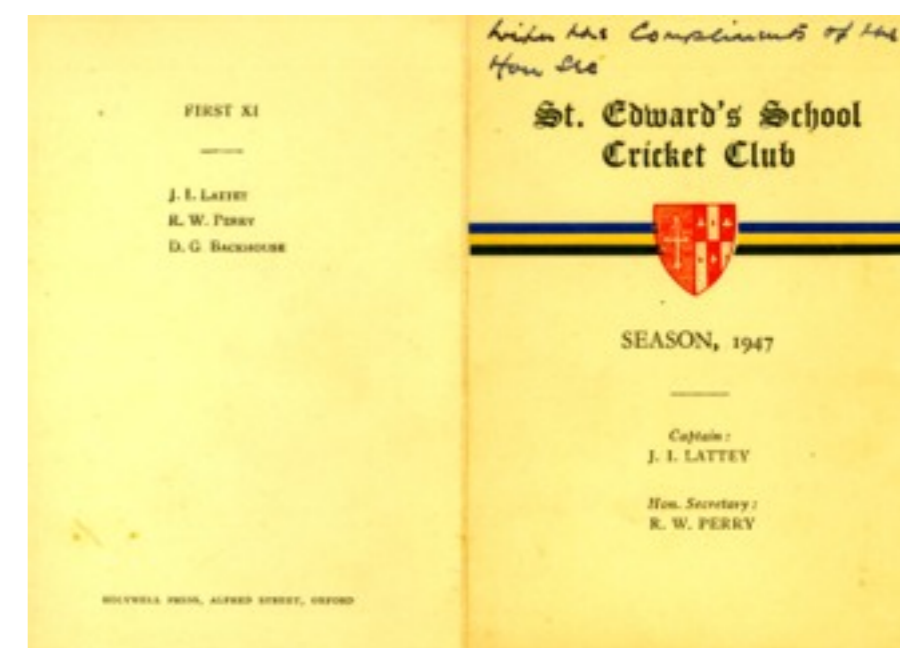 FIRST XI
J. I. LATTEY
R. W. PERRY
D. G. BACKHOUSE
HOLYWELL PRESS, ALFRED STREET, OXFORD
With the Compliments of the
Hon Sec
St. Edward's School
Cricket Club
SEASON, 1947
Captain:
J. I. LATTEY
Hon. Secretary:
R. W. PERRY